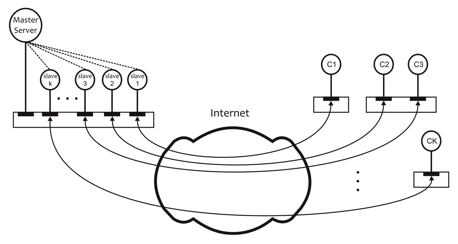 Master
Server
slave
k
slave
3
slave
2
slave
1
C1
C2
C3
Internet
CK